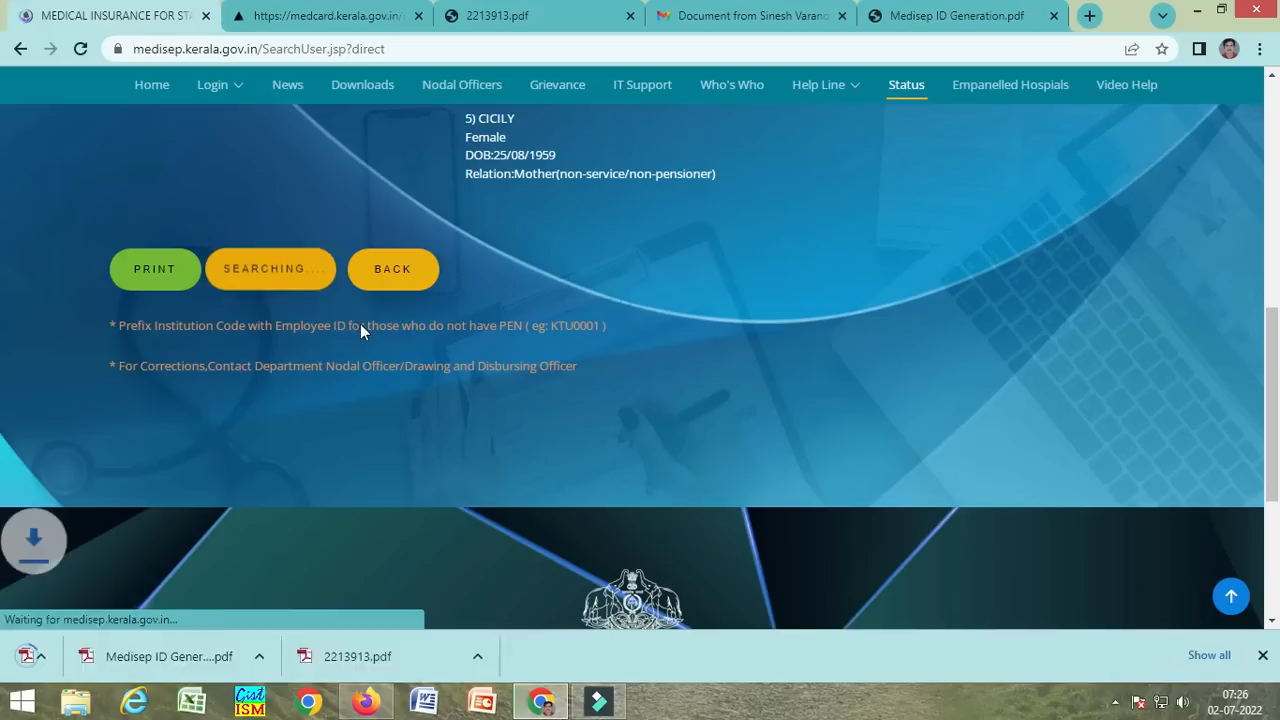 MEDICAL INSURANCE FOR STA
https://medcard.kerala.gov.in/
2213913.pdf
Document from Sinesh Varano
Medisep ID Generation.pdf
medisep.kerala.gov.in/SearchUser.jsp?direct
Home
Login
News
Downloads
Nodal Officers
Grievance
IT Support
Who's Who
Help Line
Status
Empanelled Hospials
Video Help
5) CICILY
Female
DOB:25/08/1959
Relation:Mother(non-service/non-pensioner)
PRINT
SEARCHING....
BACK
* Prefix Institution Code with Employee ID for those who do not have PEN ( eg: KTU0001 )
* For Corrections,Contact Department Nodal Officer/Drawing and Disbursing Officer
Waiting for medisep.kerala.gov.in...
Medisep ID Gener....pdf
2213913.pdf
Show all
Gist
ISM
07:26
02-07-2022